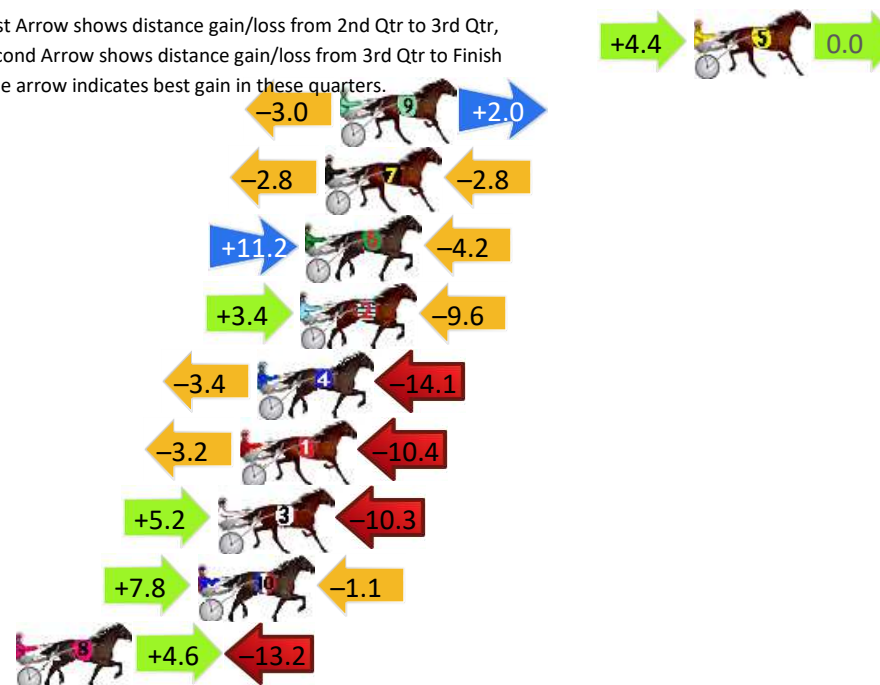 st Arrow shows distance gain/loss from 2nd Qtr to 3rd Qtr,
cond Arrow shows distance gain/loss from 3rd Qtr to Finish
e arrow indicates best gain in these quarters.
+4.4 5 0.0
–3.0 9 +2.0
–2.8 7 –2.8
+11.2 6 –4.2
+3.4 2 –9.6
–3.4 4 –14.1
–3.2 1 –10.4
+5.2 3 –10.3
+7.8 10 –1.1
8 +4.6 –13.2